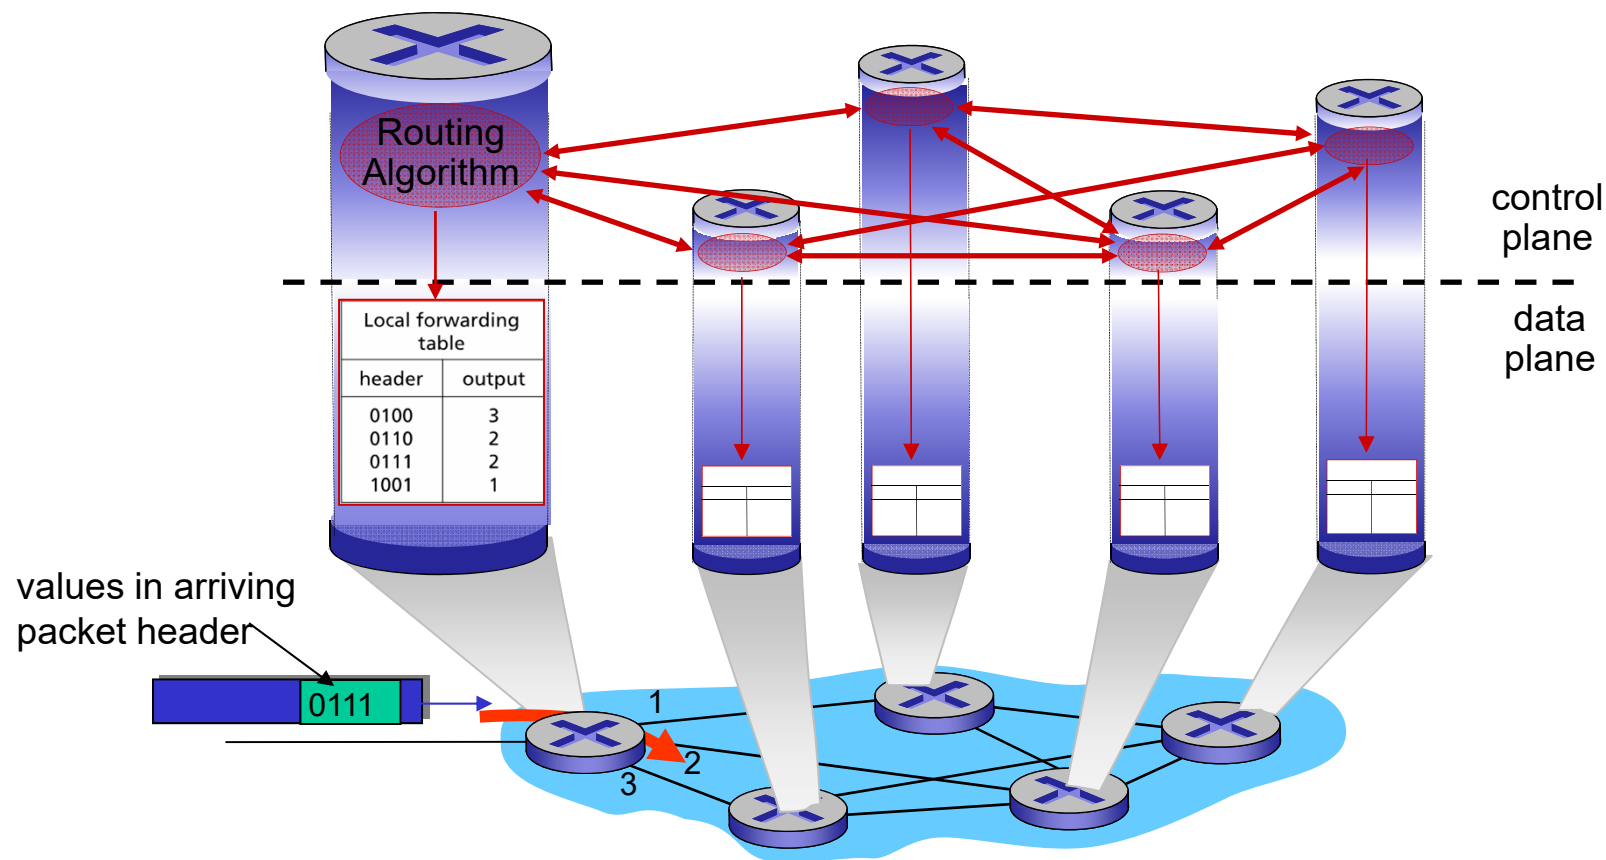 Routing
Algorithm
control
plane
data
plane
Local forwarding
table
header output
0100 3
0110 2
0111 2
1001 1
values in arriving
packet header
0111
1
2
3